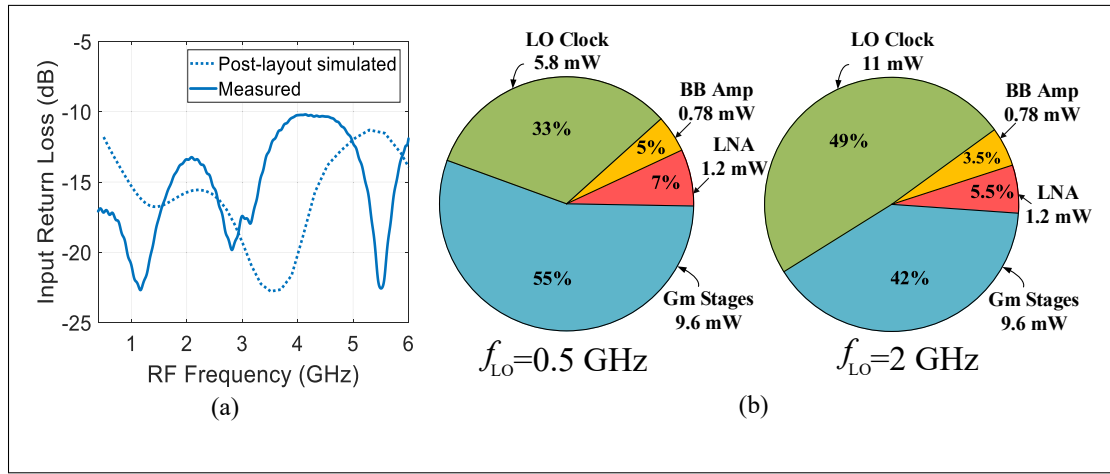 -5
-10
-15
-20
-25
Input Return Loss (dB)
Post-layout simulated
Measured
1
2
3
4
5
6
RF Frequency (GHz)
(a)
LO Clock
5.8 mW
BB Amp
0.78 mW
LNA
1.2 mW
33%
5%
7%
55%
Gm Stages
9.6 mW
f_LO=0.5 GHz
LO Clock
11 mW
BB Amp
0.78 mW
LNA
1.2 mW
49%
3.5%
5.5%
42%
Gm Stages
9.6 mW
f_LO=2 GHz
(b)